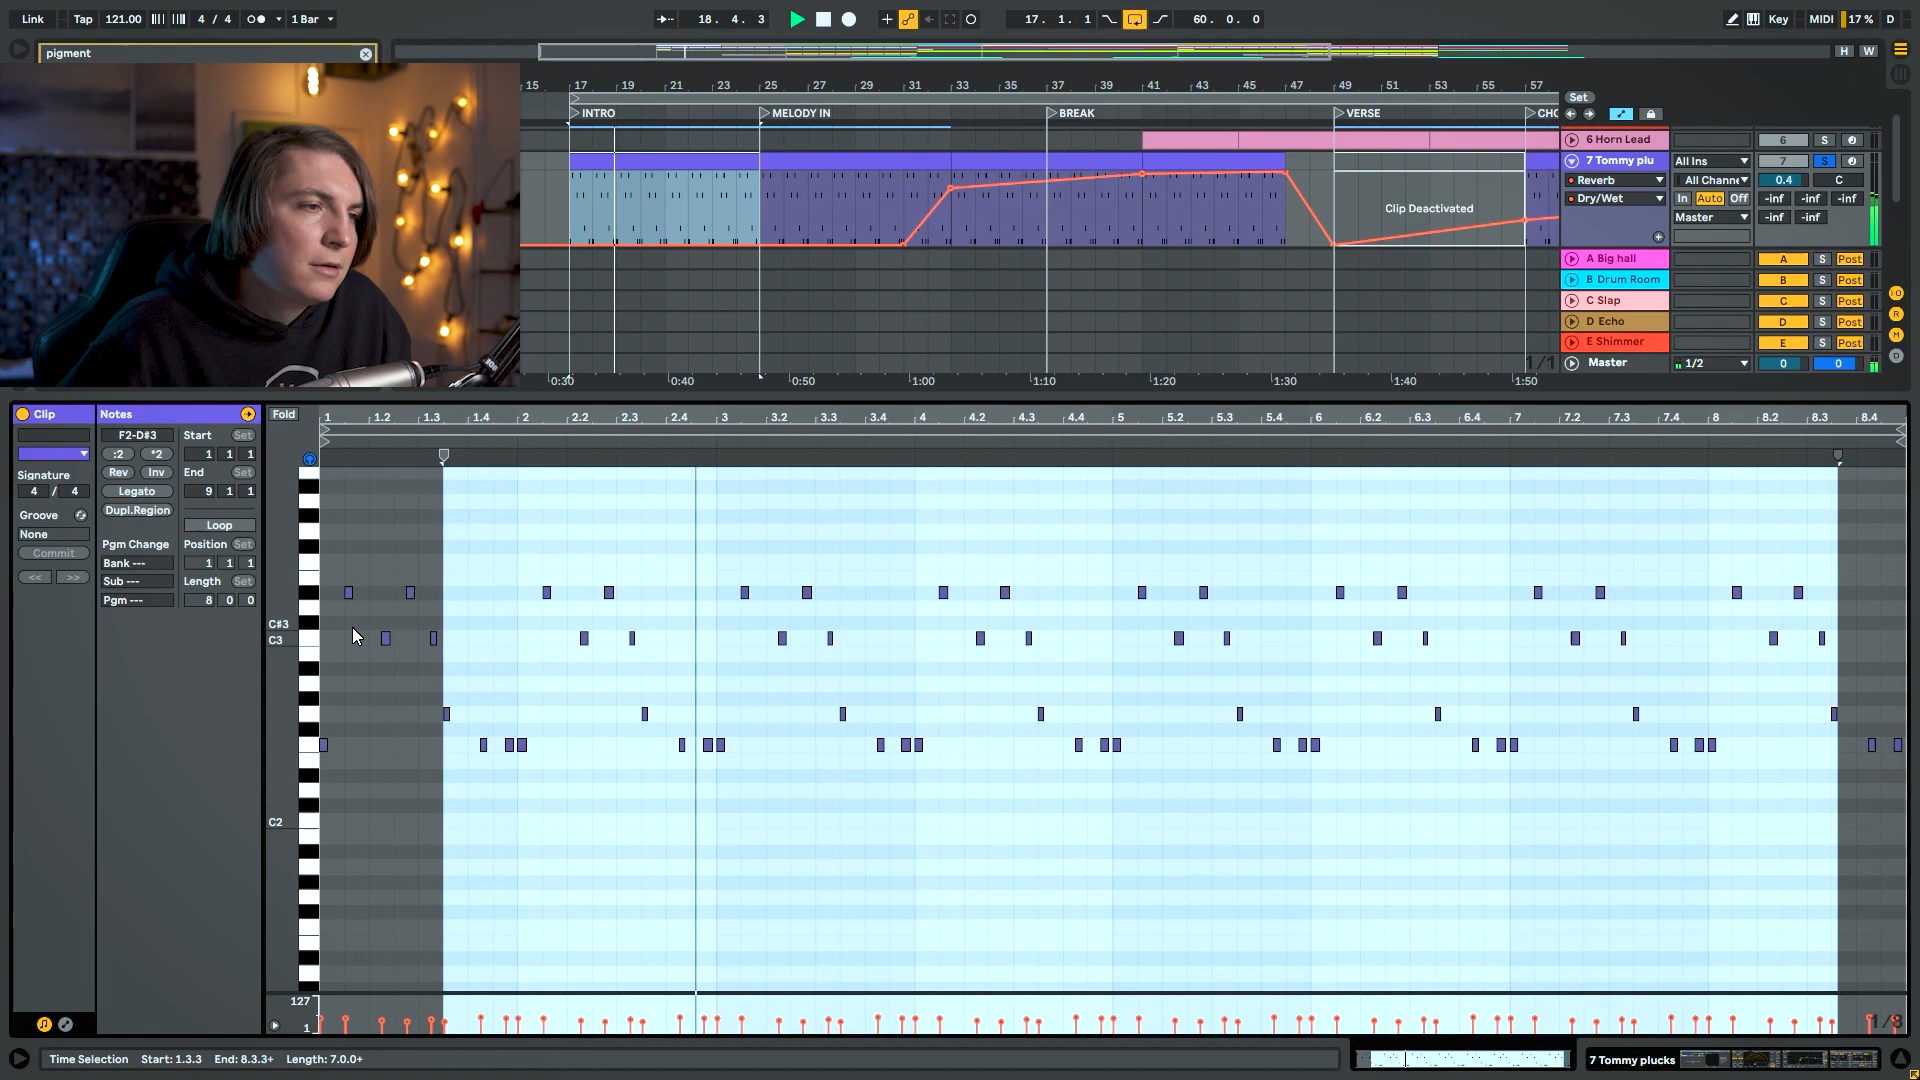 Link Tap 121.00 4 / 4 1 Bar 18. 4. 3 17. 1. 1 60. 0. 0 Key MIDI 17 % D
pigment H W
15 17 19 21 23 25 27 29 31 33 35 37 39 41 43 45 47 49 51 53 55 57 Set
INTRO MELODY IN BREAK VERSE CHO
6 Horn Lead 6 S
7 Tommy plu All Ins 7 S
Reverb All Channe 0.4 C
Dry/Wet In Auto Off -inf -inf -inf
Clip Deactivated Master -inf -inf
A Big hall A S Post
B Drum Room B S Post
C Slap C S Post
D Echo D S Post
E Shimmer E S Post
1/1 Master 1/2 0 0
0:30 0:40 0:50 1:00 1:10 1:20 1:30 1:40 1:50
Clip Notes Fold 1 1.2 1.3 1.4 2 2.2 2.3 2.4 3 3.2 3.3 3.4 4 4.2 4.3 4.4 5 5.2 5.3 5.4 6 6.2 6.3 6.4 7 7.2 7.3 7.4 8 8.2 8.3 8.4
F2-D#3 Start Set
:2 *2 1 1 1
Signature Rev Inv End Set
4 / 4 Legato 9 1 1
Groove Dupl.Region
None Loop
Commit Pgm Change Position Set
Bank --- 1 1 1
<< >> Sub --- Length Set
Pgm --- 8 0 0
C#3
C3
C2
127
1 1/8
Time Selection Start: 1.3.3 End: 8.3.3+ Length: 7.0.0+ 7 Tommy plucks